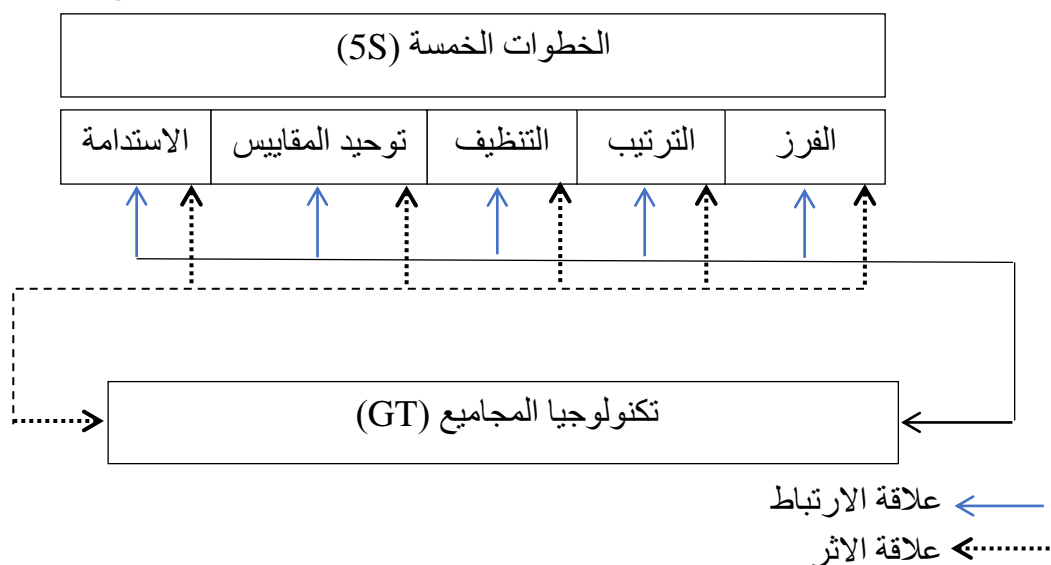 الخطوات الخمسة (5S)
الفرز
الترتيب
التنظيف
توحيد المقاييس
الاستدامة
تكنولوجيا المجاميع (GT)
علاقة الارتباط
علاقة الاثر